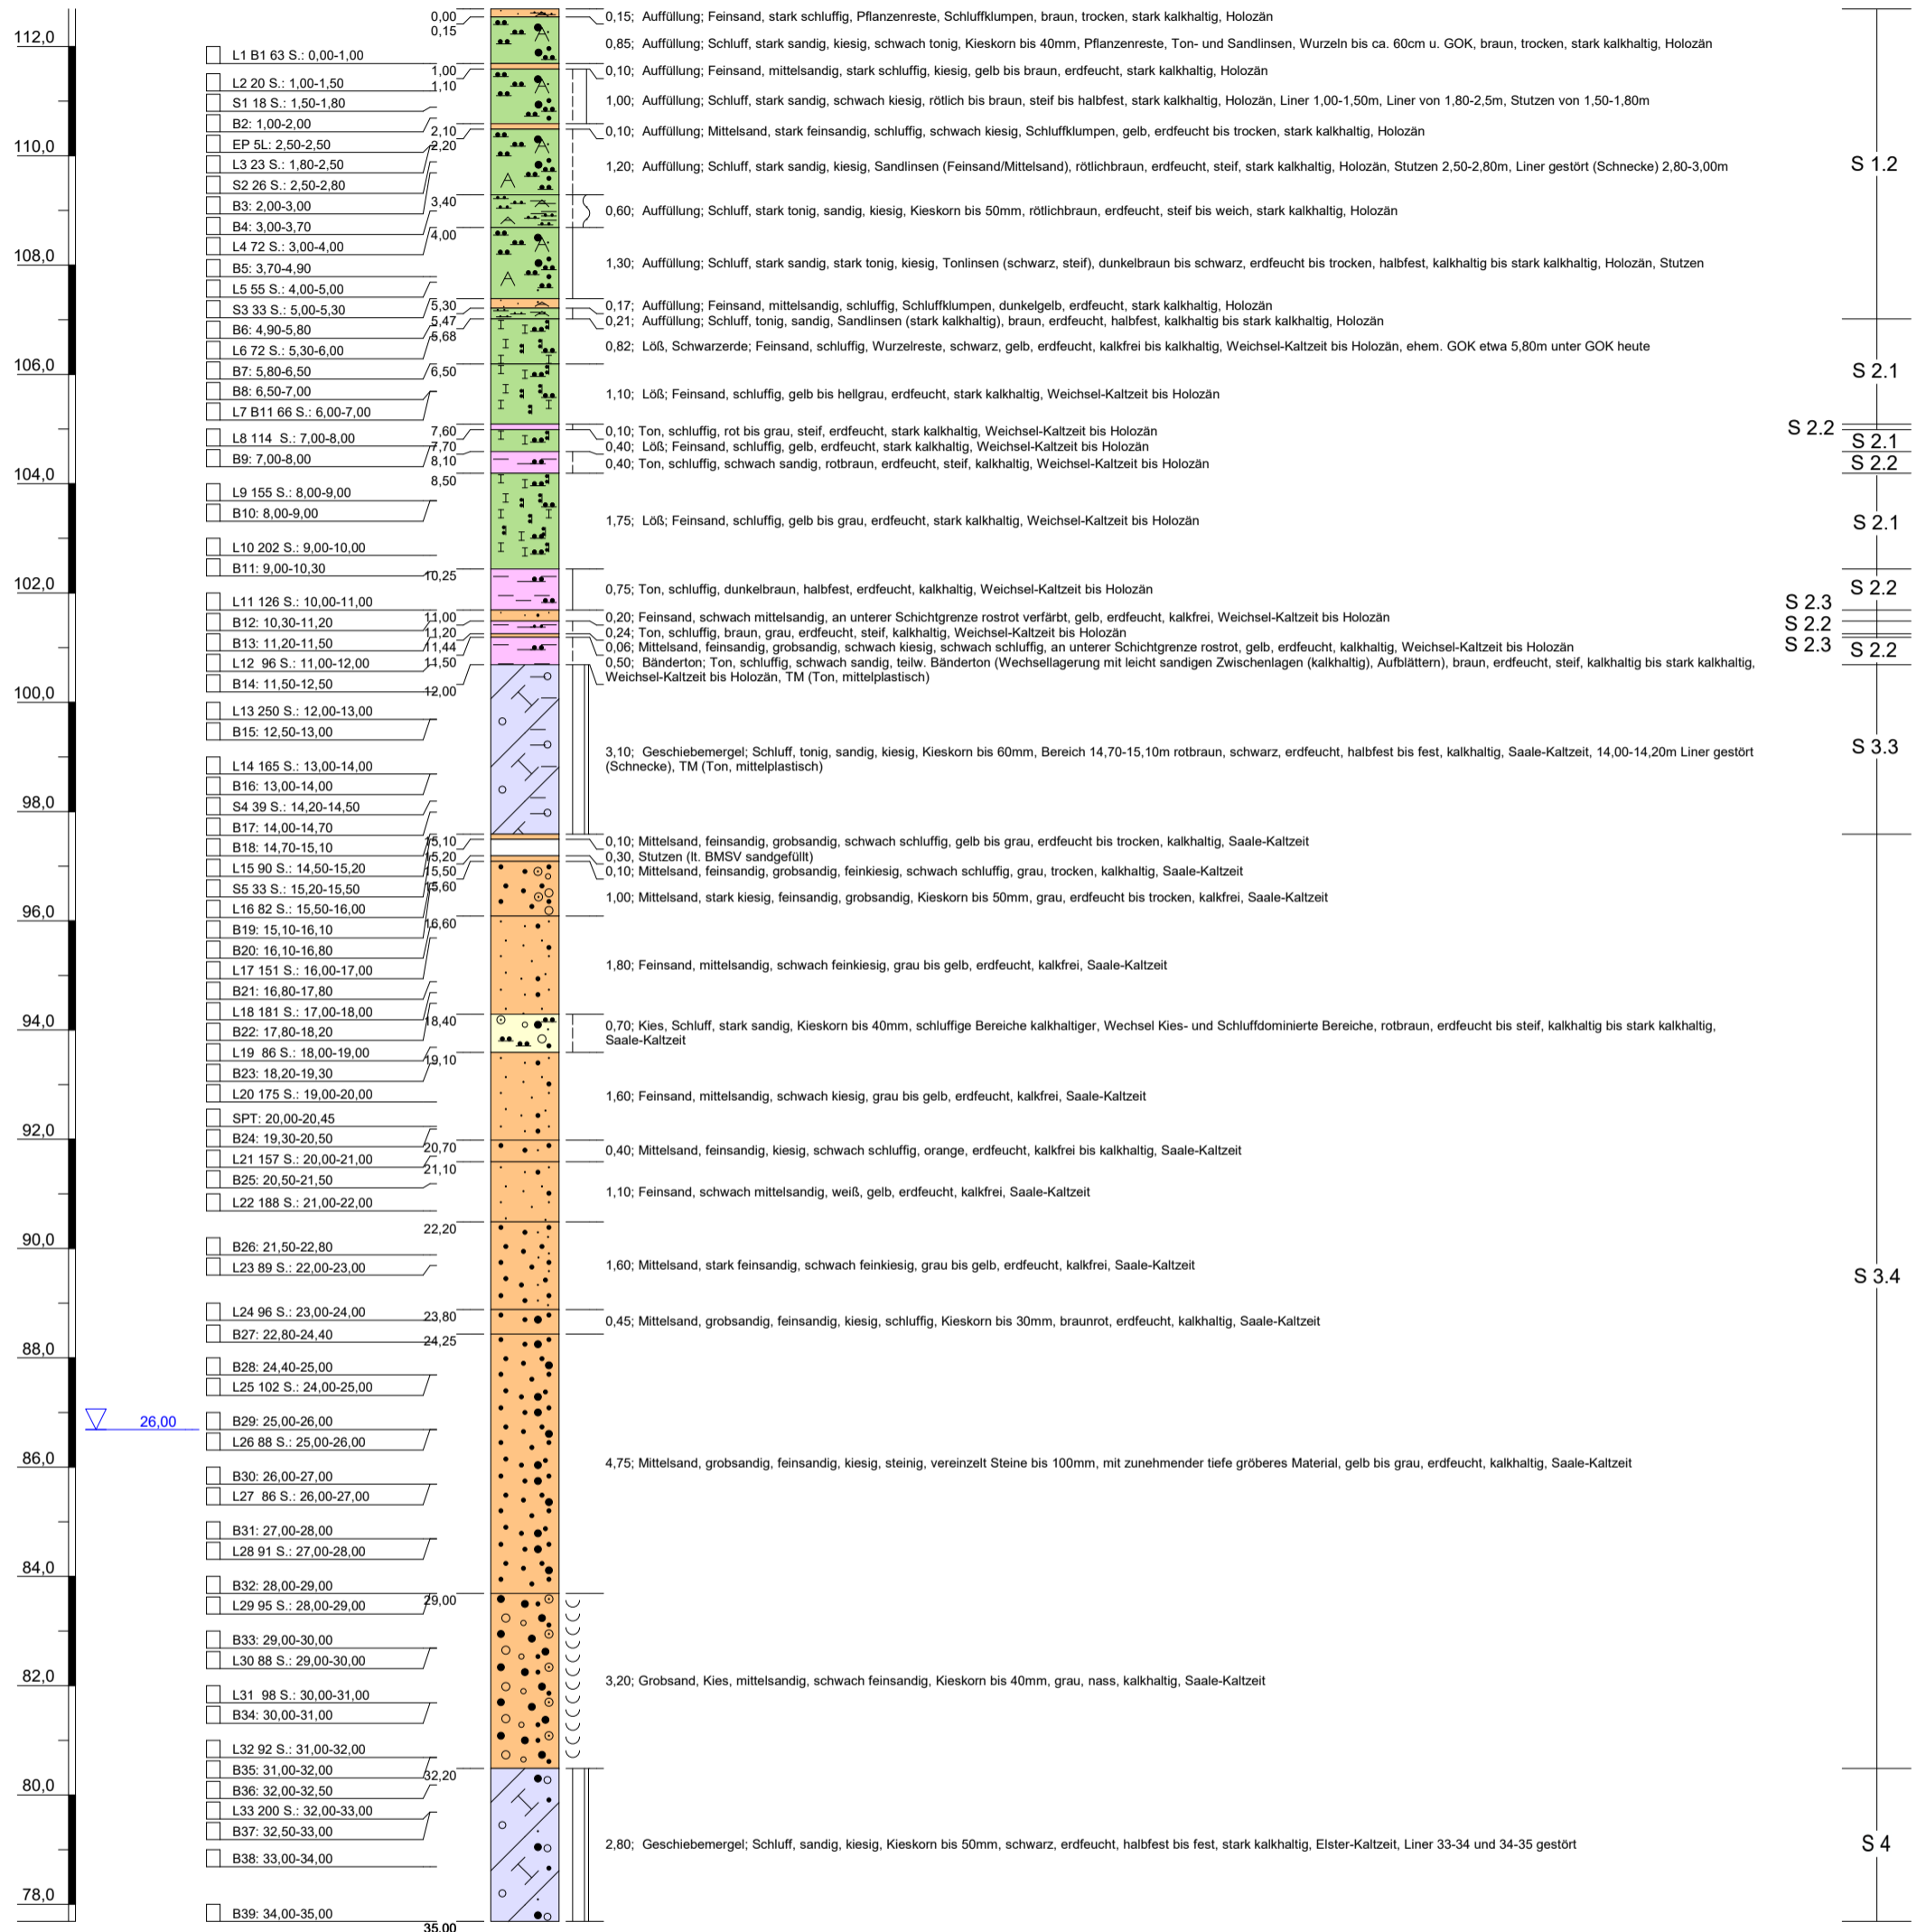 112,0
110,0
108,0
106,0
104,0
102,0
100,0
98,0
96,0
94,0
92,0
90,0
88,0
86,0
84,0
82,0
80,0
78,0
26,00
L1 B1 63 S.: 0,00-1,00
L2 20 S.: 1,00-1,50
S1 18 S.: 1,50-1,80
B2: 1,00-2,00
EP 5L: 2,50-2,50
L3 23 S.: 1,80-2,50
S2 26 S.: 2,50-2,80
B3: 2,00-3,00
B4: 3,00-3,70
L4 72 S.: 3,00-4,00
B5: 3,70-4,90
L5 55 S.: 4,00-5,00
S3 33 S.: 5,00-5,30
B6: 4,90-5,80
L6 72 S.: 5,30-6,00
B7: 5,80-6,50
B8: 6,50-7,00
L7 B11 66 S.: 6,00-7,00
L8 114 S.: 7,00-8,00
B9: 7,00-8,00
L9 155 S.: 8,00-9,00
B10: 8,00-9,00
L10 202 S.: 9,00-10,00
B11: 9,00-10,30
L11 126 S.: 10,00-11,00
B12: 10,30-11,20
B13: 11,20-11,50
L12 96 S.: 11,00-12,00
B14: 11,50-12,50
L13 250 S.: 12,00-13,00
B15: 12,50-13,00
L14 165 S.: 13,00-14,00
B16: 13,00-14,00
S4 39 S.: 14,20-14,50
B17: 14,00-14,70
B18: 14,70-15,10
L15 90 S.: 14,50-15,20
S5 33 S.: 15,20-15,50
L16 82 S.: 15,50-16,00
B19: 15,10-16,10
B20: 16,10-16,80
L17 151 S.: 16,00-17,00
B21: 16,80-17,80
L18 181 S.: 17,00-18,00
B22: 17,80-18,20
L19 86 S.: 18,00-19,00
B23: 18,20-19,30
L20 175 S.: 19,00-20,00
SPT: 20,00-20,45
B24: 19,30-20,50
L21 157 S.: 20,00-21,00
B25: 20,50-21,50
L22 188 S.: 21,00-22,00
B26: 21,50-22,80
L23 89 S.: 22,00-23,00
L24 96 S.: 23,00-24,00
B27: 22,80-24,40
B28: 24,40-25,00
L25 102 S.: 24,00-25,00
B29: 25,00-26,00
L26 88 S.: 25,00-26,00
B30: 26,00-27,00
L27 86 S.: 26,00-27,00
B31: 27,00-28,00
L28 91 S.: 27,00-28,00
B32: 28,00-29,00
L29 95 S.: 28,00-29,00
B33: 29,00-30,00
L30 88 S.: 29,00-30,00
L31 98 S.: 30,00-31,00
B34: 30,00-31,00
L32 92 S.: 31,00-32,00
B35: 31,00-32,00
B36: 32,00-32,50
L33 200 S.: 32,00-33,00
B37: 32,50-33,00
B38: 33,00-34,00
B39: 34,00-35,00
0,00
0,15
1,00
1,10
2,10
2,20
3,40
4,00
5,30
5,47
5,68
6,50
7,60
7,70
8,10
8,50
10,25
11,00
11,20
11,44
11,50
12,00
15,10
15,20
15,50
15,60
16,60
18,40
19,10
20,70
21,10
22,20
23,80
24,25
29,00
32,20
35,00
0,15; Auffüllung; Feinsand, stark schluffig, Pflanzenreste, Schluffklumpen, braun, trocken, stark kalkhaltig, Holozän
0,85; Auffüllung; Schluff, stark sandig, kiesig, schwach tonig, Kieskorn bis 40mm, Pflanzenreste, Ton- und Sandlinsen, Wurzeln bis ca. 60cm u. GOK, braun, trocken, stark kalkhaltig, Holozän
0,10; Auffüllung; Feinsand, mittelsandig, stark schluffig, kiesig, gelb bis braun, erdfeucht, stark kalkhaltig, Holozän
1,00; Auffüllung; Schluff, stark sandig, schwach kiesig, rötlich bis braun, steif bis halbfest, stark kalkhaltig, Holozän, Liner 1,00-1,50m, Liner von 1,80-2,5m, Stutzen von 1,50-1,80m
0,10; Auffüllung; Mittelsand, stark feinsandig, schluffig, schwach kiesig, Schluffklumpen, gelb, erdfeucht bis trocken, stark kalkhaltig, Holozän
1,20; Auffüllung; Schluff, stark sandig, kiesig, Sandlinsen (Feinsand/Mittelsand), rötlichbraun, erdfeucht, steif, stark kalkhaltig, Holozän, Stutzen 2,50-2,80m, Liner gestört (Schnecke) 2,80-3,00m
0,60; Auffüllung; Schluff, stark tonig, sandig, kiesig, Kieskorn bis 50mm, rötlichbraun, erdfeucht, steif bis weich, stark kalkhaltig, Holozän
1,30; Auffüllung; Schluff, stark sandig, stark tonig, kiesig, Tonlinsen (schwarz, steif), dunkelbraun bis schwarz, erdfeucht bis trocken, halbfest, kalkhaltig bis stark kalkhaltig, Holozän, Stutzen
0,17; Auffüllung; Feinsand, mittelsandig, schluffig, Schluffklumpen, dunkelgelb, erdfeucht, stark kalkhaltig, Holozän
0,21; Auffüllung; Schluff, tonig, sandig, Sandlinsen (stark kalkhaltig), braun, erdfeucht, halbfest, kalkhaltig bis stark kalkhaltig, Holozän
0,82; Löß, Schwarzerde; Feinsand, schluffig, Wurzelreste, schwarz, gelb, erdfeucht, kalkfrei bis kalkhaltig, Weichsel-Kaltzeit bis Holozän, ehem. GOK etwa 5,80m unter GOK heute
1,10; Löß; Feinsand, schluffig, gelb bis hellgrau, erdfeucht, stark kalkhaltig, Weichsel-Kaltzeit bis Holozän
0,10; Ton, schluffig, rot bis grau, steif, erdfeucht, stark kalkhaltig, Weichsel-Kaltzeit bis Holozän
0,40; Löß; Feinsand, schluffig, gelb, erdfeucht, stark kalkhaltig, Weichsel-Kaltzeit bis Holozän
0,40; Ton, schluffig, schwach sandig, rotbraun, erdfeucht, steif, kalkhaltig, Weichsel-Kaltzeit bis Holozän
1,75; Löß; Feinsand, schluffig, gelb bis grau, erdfeucht, stark kalkhaltig, Weichsel-Kaltzeit bis Holozän
0,75; Ton, schluffig, dunkelbraun, halbfest, erdfeucht, kalkhaltig, Weichsel-Kaltzeit bis Holozän
0,20; Feinsand, schwach mittelsandig, an unterer Schichtgrenze rostrot verfärbt, gelb, erdfeucht, kalkfrei, Weichsel-Kaltzeit bis Holozän
0,24; Ton, schluffig, braun, grau, erdfeucht, steif, kalkhaltig, Weichsel-Kaltzeit bis Holozän
0,06; Mittelsand, feinsandig, grobsandig, schwach kiesig, schwach schluffig, an unterer Schichtgrenze rostrot, gelb, erdfeucht, kalkhaltig, Weichsel-Kaltzeit bis Holozän
0,50; Bänderton; Ton, schluffig, schwach sandig, teilw. Bänderton (Wechsellagerung mit leicht sandigen Zwischenlagen (kalkhaltig), Aufblättern), braun, erdfeucht, steif, kalkhaltig bis stark kalkhaltig,
Weichsel-Kaltzeit bis Holozän, TM (Ton, mittelplastisch)
3,10; Geschiebemergel; Schluff, tonig, sandig, kiesig, Kieskorn bis 60mm, Bereich 14,70-15,10m rotbraun, schwarz, erdfeucht, halbfest bis fest, kalkhaltig, Saale-Kaltzeit, 14,00-14,20m Liner gestört
(Schnecke), TM (Ton, mittelplastisch)
0,10; Mittelsand, feinsandig, grobsandig, schwach schluffig, gelb bis grau, erdfeucht bis trocken, kalkhaltig, Saale-Kaltzeit
0,30, Stutzen (lt. BMSV sandgefüllt)
0,10; Mittelsand, feinsandig, grobsandig, feinkiesig, schwach schluffig, grau, trocken, kalkhaltig, Saale-Kaltzeit
1,00; Mittelsand, stark kiesig, feinsandig, grobsandig, Kieskorn bis 50mm, grau, erdfeucht bis trocken, kalkfrei, Saale-Kaltzeit
1,80; Feinsand, mittelsandig, schwach feinkiesig, grau bis gelb, erdfeucht, kalkfrei, Saale-Kaltzeit
0,70; Kies, Schluff, stark sandig, Kieskorn bis 40mm, schluffige Bereiche kalkhaltiger, Wechsel Kies- und Schluffdominierte Bereiche, rotbraun, erdfeucht bis steif, kalkhaltig bis stark kalkhaltig,
Saale-Kaltzeit
1,60; Feinsand, mittelsandig, schwach kiesig, grau bis gelb, erdfeucht, kalkfrei, Saale-Kaltzeit
0,40; Mittelsand, feinsandig, kiesig, schwach schluffig, orange, erdfeucht, kalkfrei bis kalkhaltig, Saale-Kaltzeit
1,10; Feinsand, schwach mittelsandig, weiß, gelb, erdfeucht, kalkfrei, Saale-Kaltzeit
1,60; Mittelsand, stark feinsandig, schwach feinkiesig, grau bis gelb, erdfeucht, kalkfrei, Saale-Kaltzeit
0,45; Mittelsand, grobsandig, feinsandig, kiesig, schluffig, Kieskorn bis 30mm, braunrot, erdfeucht, kalkhaltig, Saale-Kaltzeit
4,75; Mittelsand, grobsandig, feinsandig, kiesig, steinig, vereinzelt Steine bis 100mm, mit zunehmender tiefe gröberes Material, gelb bis grau, erdfeucht, kalkhaltig, Saale-Kaltzeit
3,20; Grobsand, Kies, mittelsandig, schwach feinsandig, Kieskorn bis 40mm, grau, nass, kalkhaltig, Saale-Kaltzeit
2,80; Geschiebemergel; Schluff, sandig, kiesig, Kieskorn bis 50mm, schwarz, erdfeucht, halbfest bis fest, stark kalkhaltig, Elster-Kaltzeit, Liner 33-34 und 34-35 gestört
S 1.2
S 2.1
S 2.2
S 2.1
S 2.2
S 2.1
S 2.2
S 2.3
S 2.2
S 2.3
S 2.2
S 3.3
S 3.4
S 4